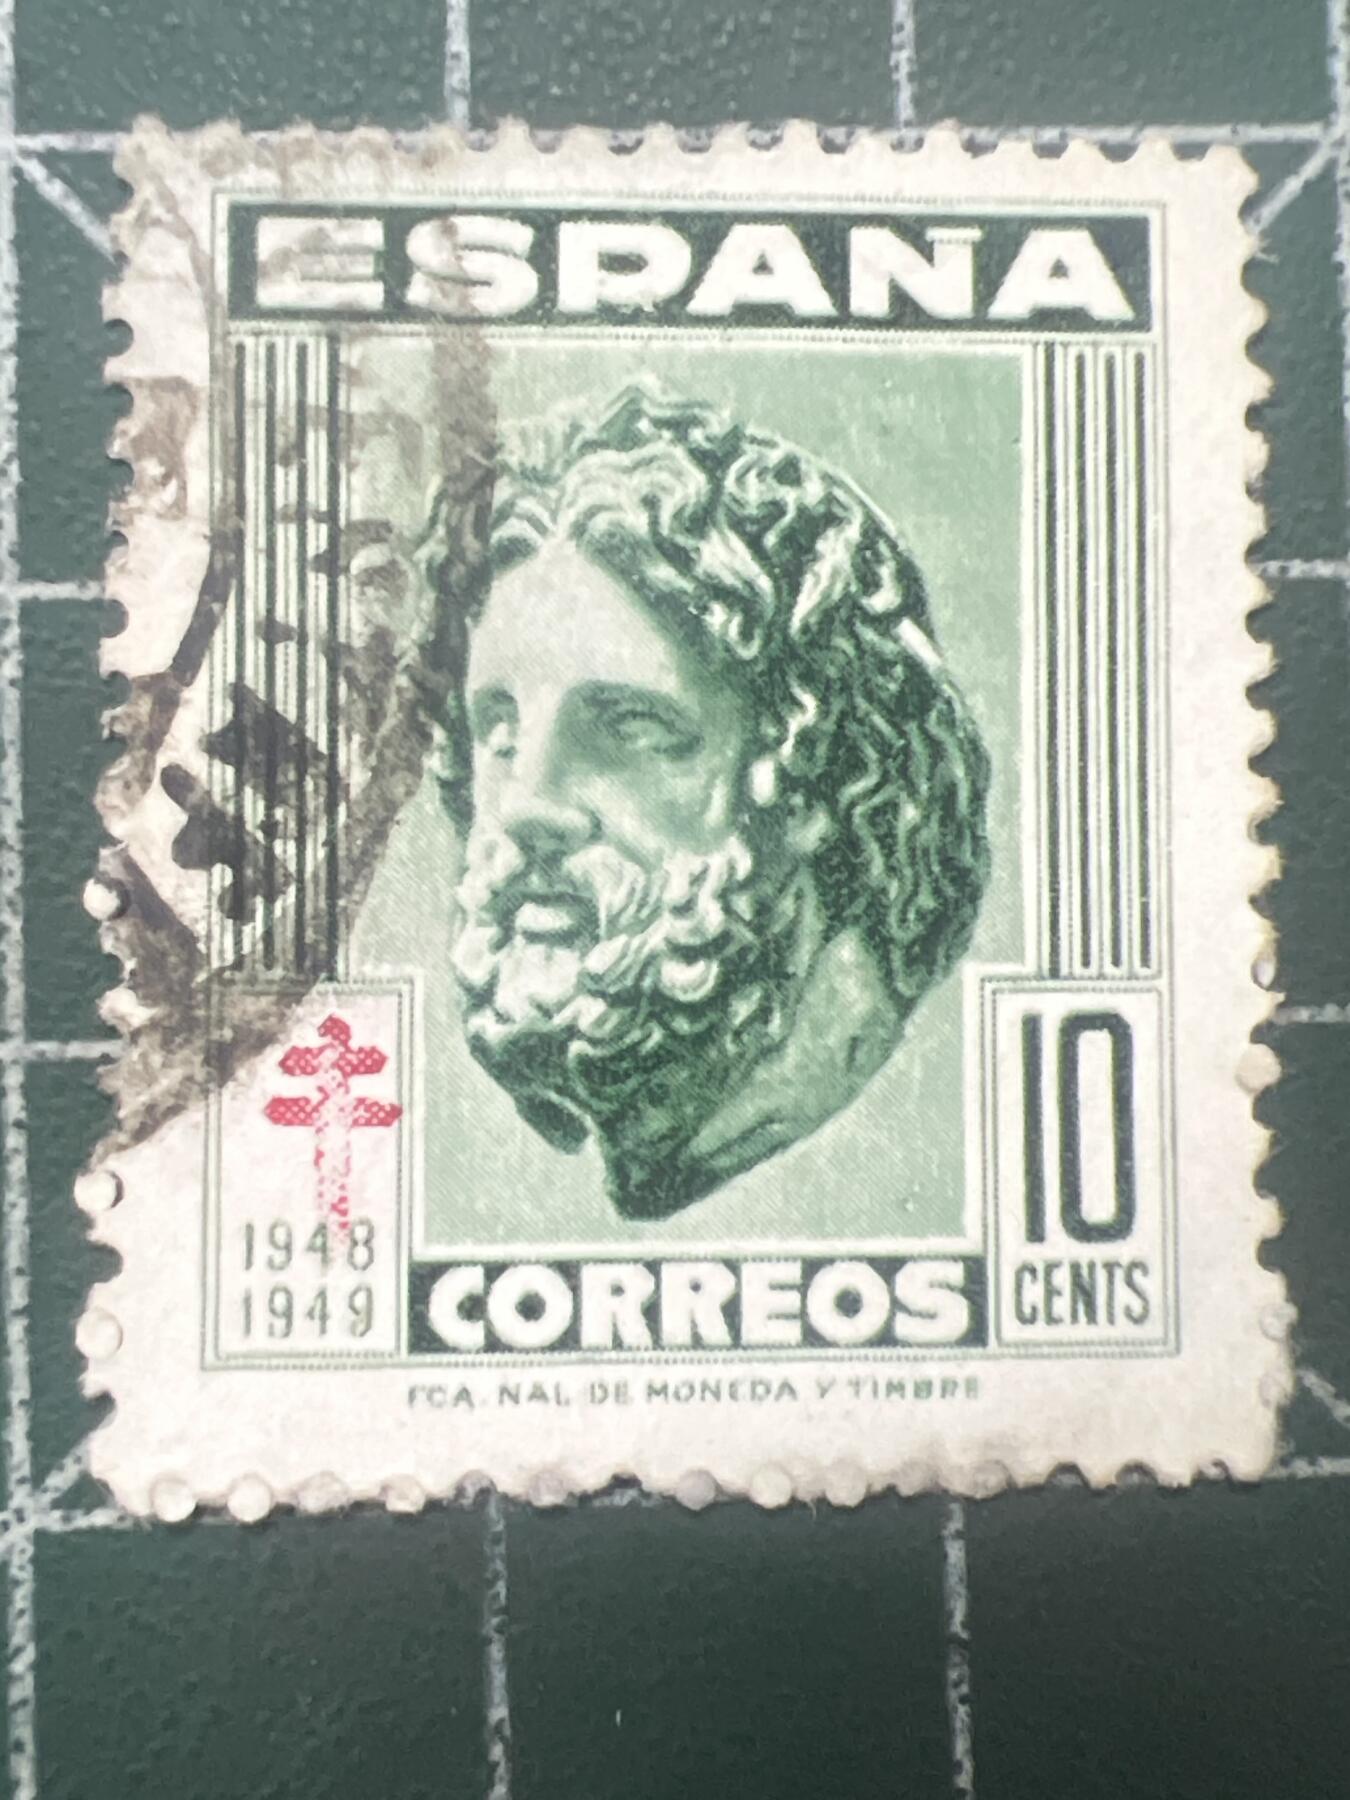 ESPAÑA
10
CENTS
1948
1949
CORREOS
FCA. NAL DE MONEDA Y TIMBRE